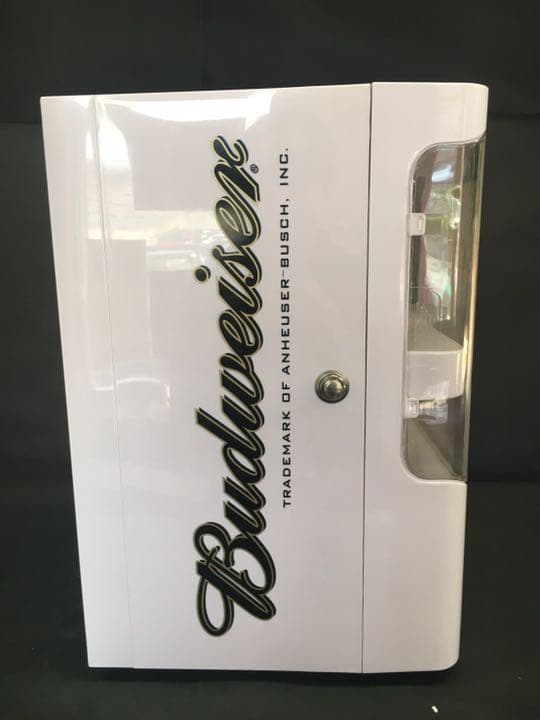 Budweiser®
TRADEMARK OF ANHEUSER-BUSCH, INC.